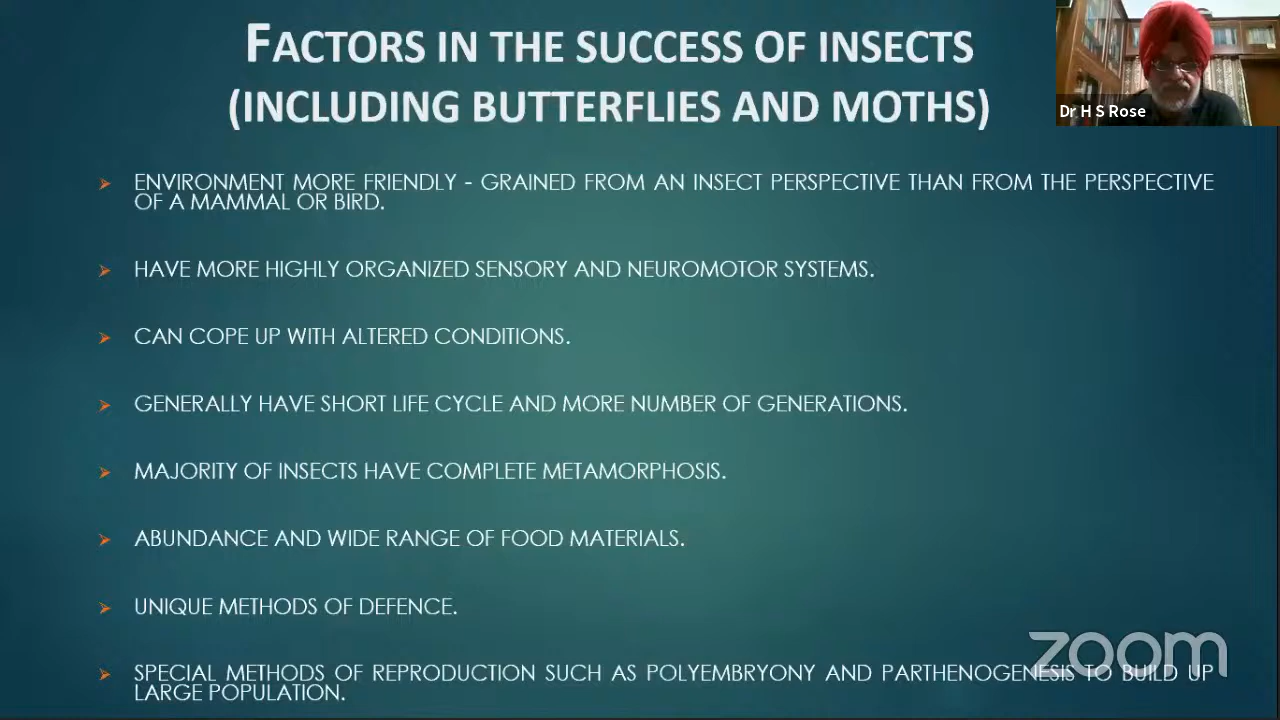 FACTORS IN THE SUCCESS OF INSECTS
(INCLUDING BUTTERFLIES AND MOTHS)
Dr H S Rose
ENVIRONMENT MORE FRIENDLY - GRAINED FROM AN INSECT PERSPECTIVE THAN FROM THE PERSPECTIVE
OF A MAMMAL OR BIRD.
HAVE MORE HIGHLY ORGANIZED SENSORY AND NEUROMOTOR SYSTEMS.
CAN COPE UP WITH ALTERED CONDITIONS.
GENERALLY HAVE SHORT LIFE CYCLE AND MORE NUMBER OF GENERATIONS.
MAJORITY OF INSECTS HAVE COMPLETE METAMORPHOSIS.
ABUNDANCE AND WIDE RANGE OF FOOD MATERIALS.
UNIQUE METHODS OF DEFENCE.
SPECIAL METHODS OF REPRODUCTION SUCH AS POLYEMBRYONY AND PARTHENOGENESIS TO BUILD UP
LARGE POPULATION.
zoom